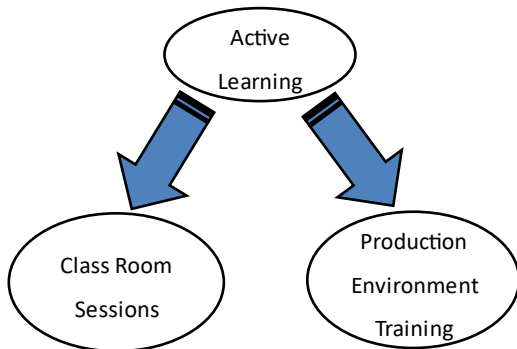 Active
Learning
Class Room
Sessions
Production
Environment
Training